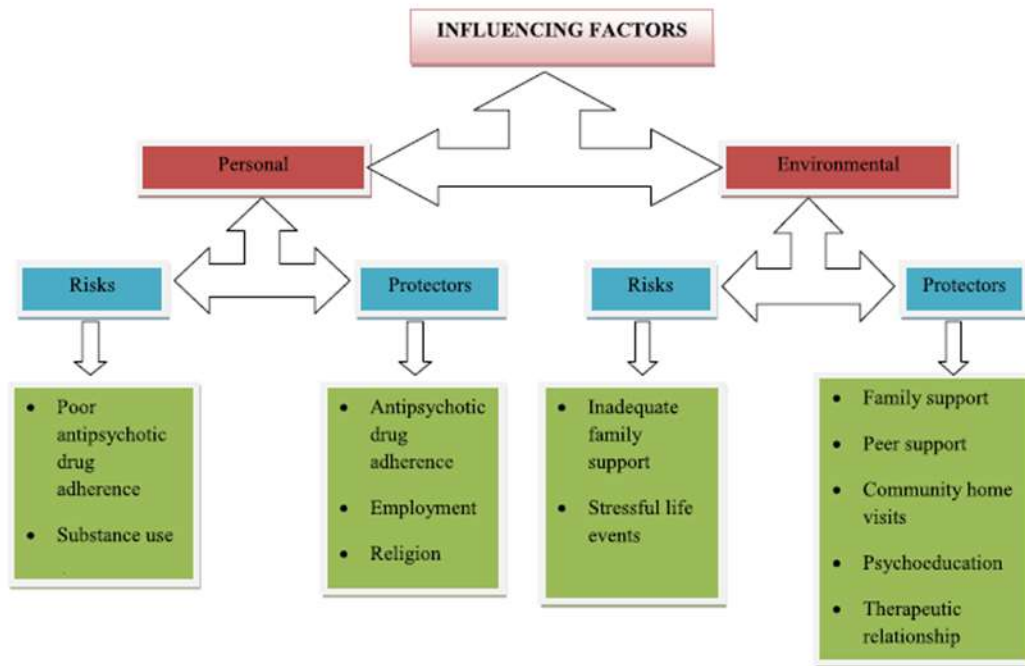 INFLUENCING FACTORS
Personal
Environmental
Risks
Protectors
Risks
Protectors
• Poor
antipsychotic
drug
adherence
• Substance use
• Antipsychotic
drug
adherence
• Employment
• Religion
• Inadequate
family
support
• Stressful life
events
• Family support
• Peer support
• Community home
visits
• Psychoeducation
• Therapeutic
relationship